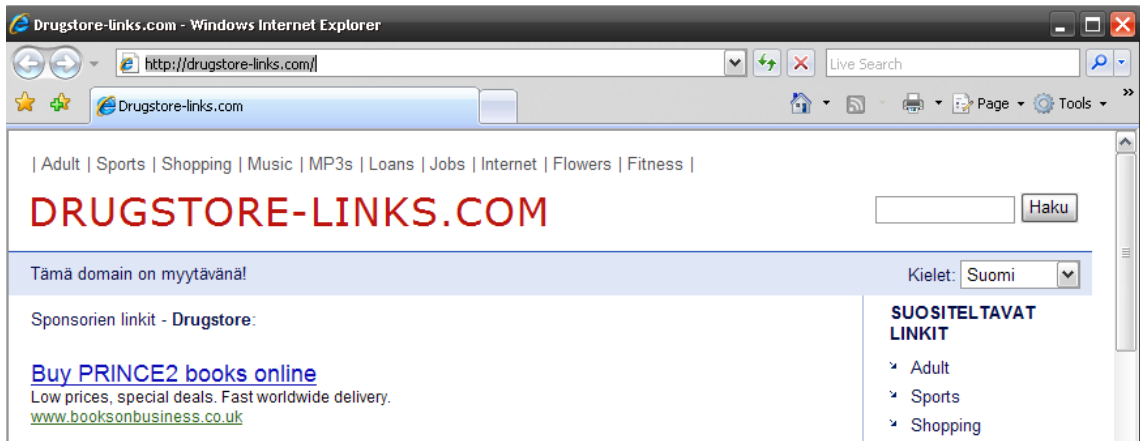 Drugstore-links.com - Windows Internet Explorer
http://drugstore-links.com/
Live Search
Drugstore-links.com
Page
Tools
»
| Adult | Sports | Shopping | Music | MP3s | Loans | Jobs | Internet | Flowers | Fitness |
DRUGSTORE-LINKS.COM
Haku
Tämä domain on myytävänä!
Kielet: Suomi
Sponsorien linkit - Drugstore:
SUOSITELTAVAT
LINKIT
Buy PRINCE2 books online
Low prices, special deals. Fast worldwide delivery.
www.booksonbusiness.co.uk
Adult
Sports
Shopping